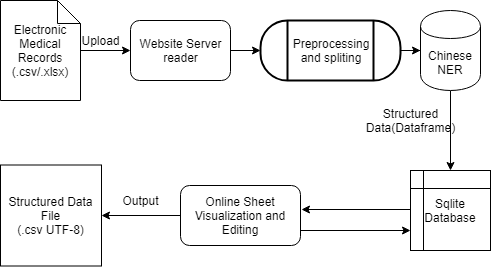 Electronic
Medical
Records
(.csv/.xlsx)
Upload
Website Server
reader
Preprocessing
and spliting
Chinese
NER
Structured
Data(Dataframe)
Sqlite
Database
Online Sheet
Visualization and
Editing
Output
Structured Data
File
(.csv UTF-8)